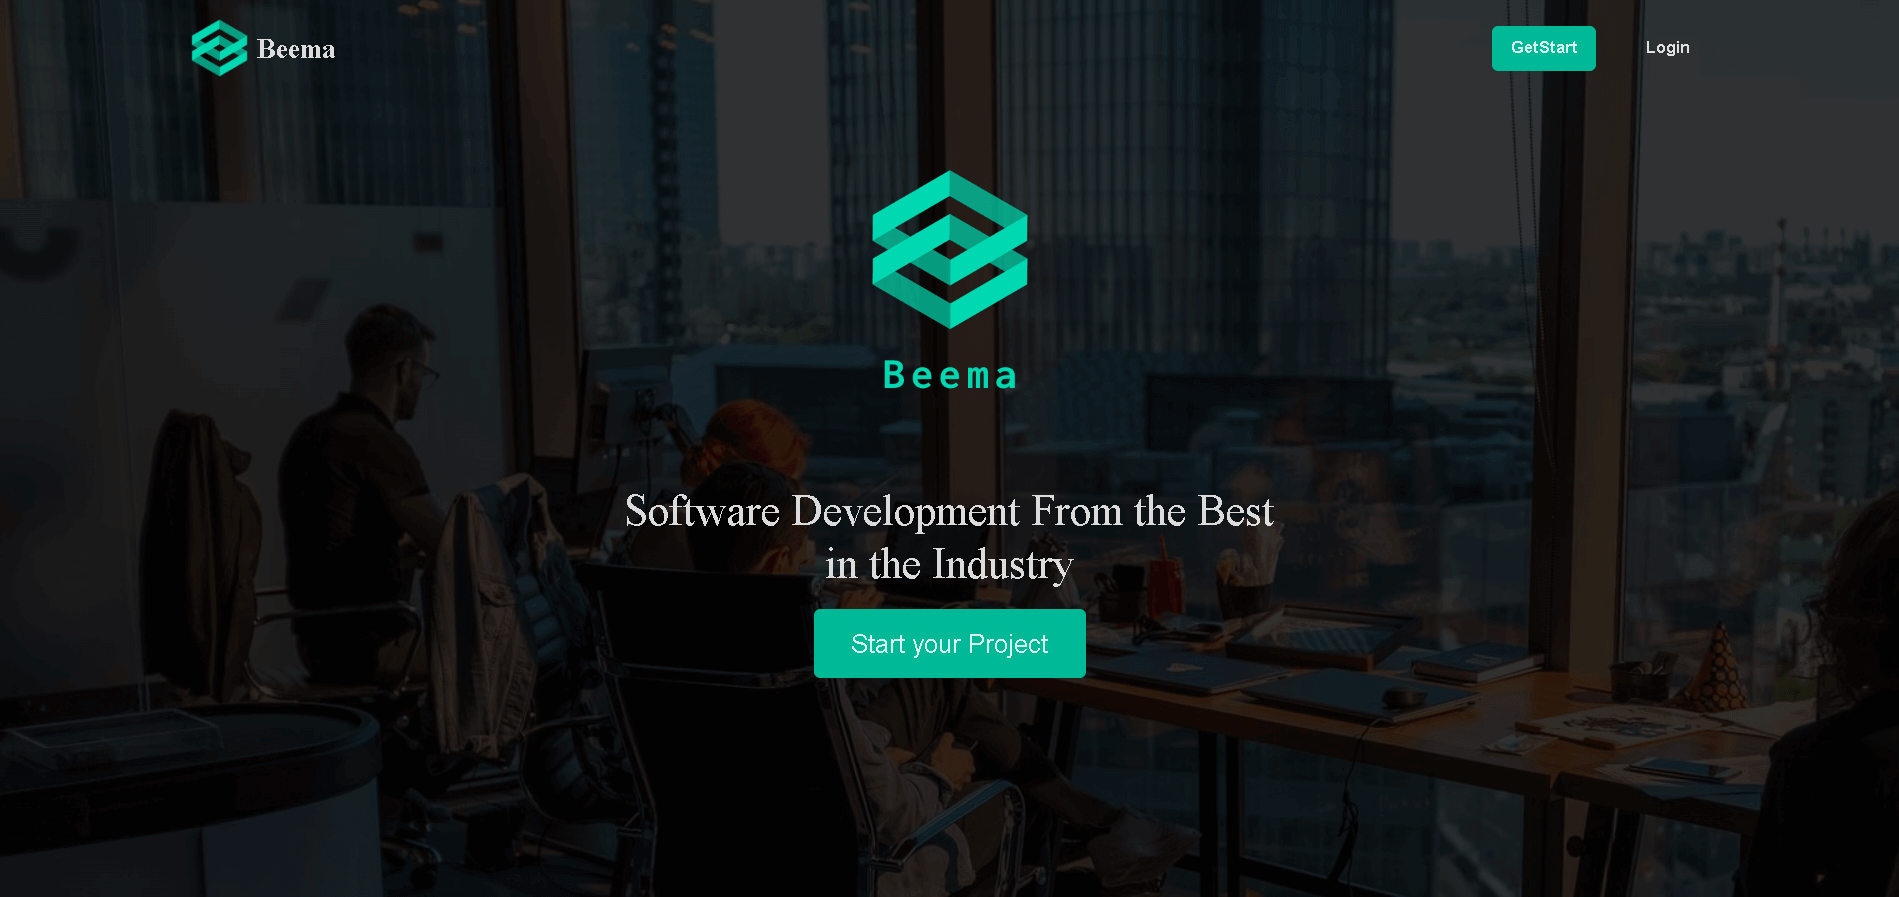 Beema
GetStart
Login
Beema
Software Development From the Best
in the Industry
Start your Project